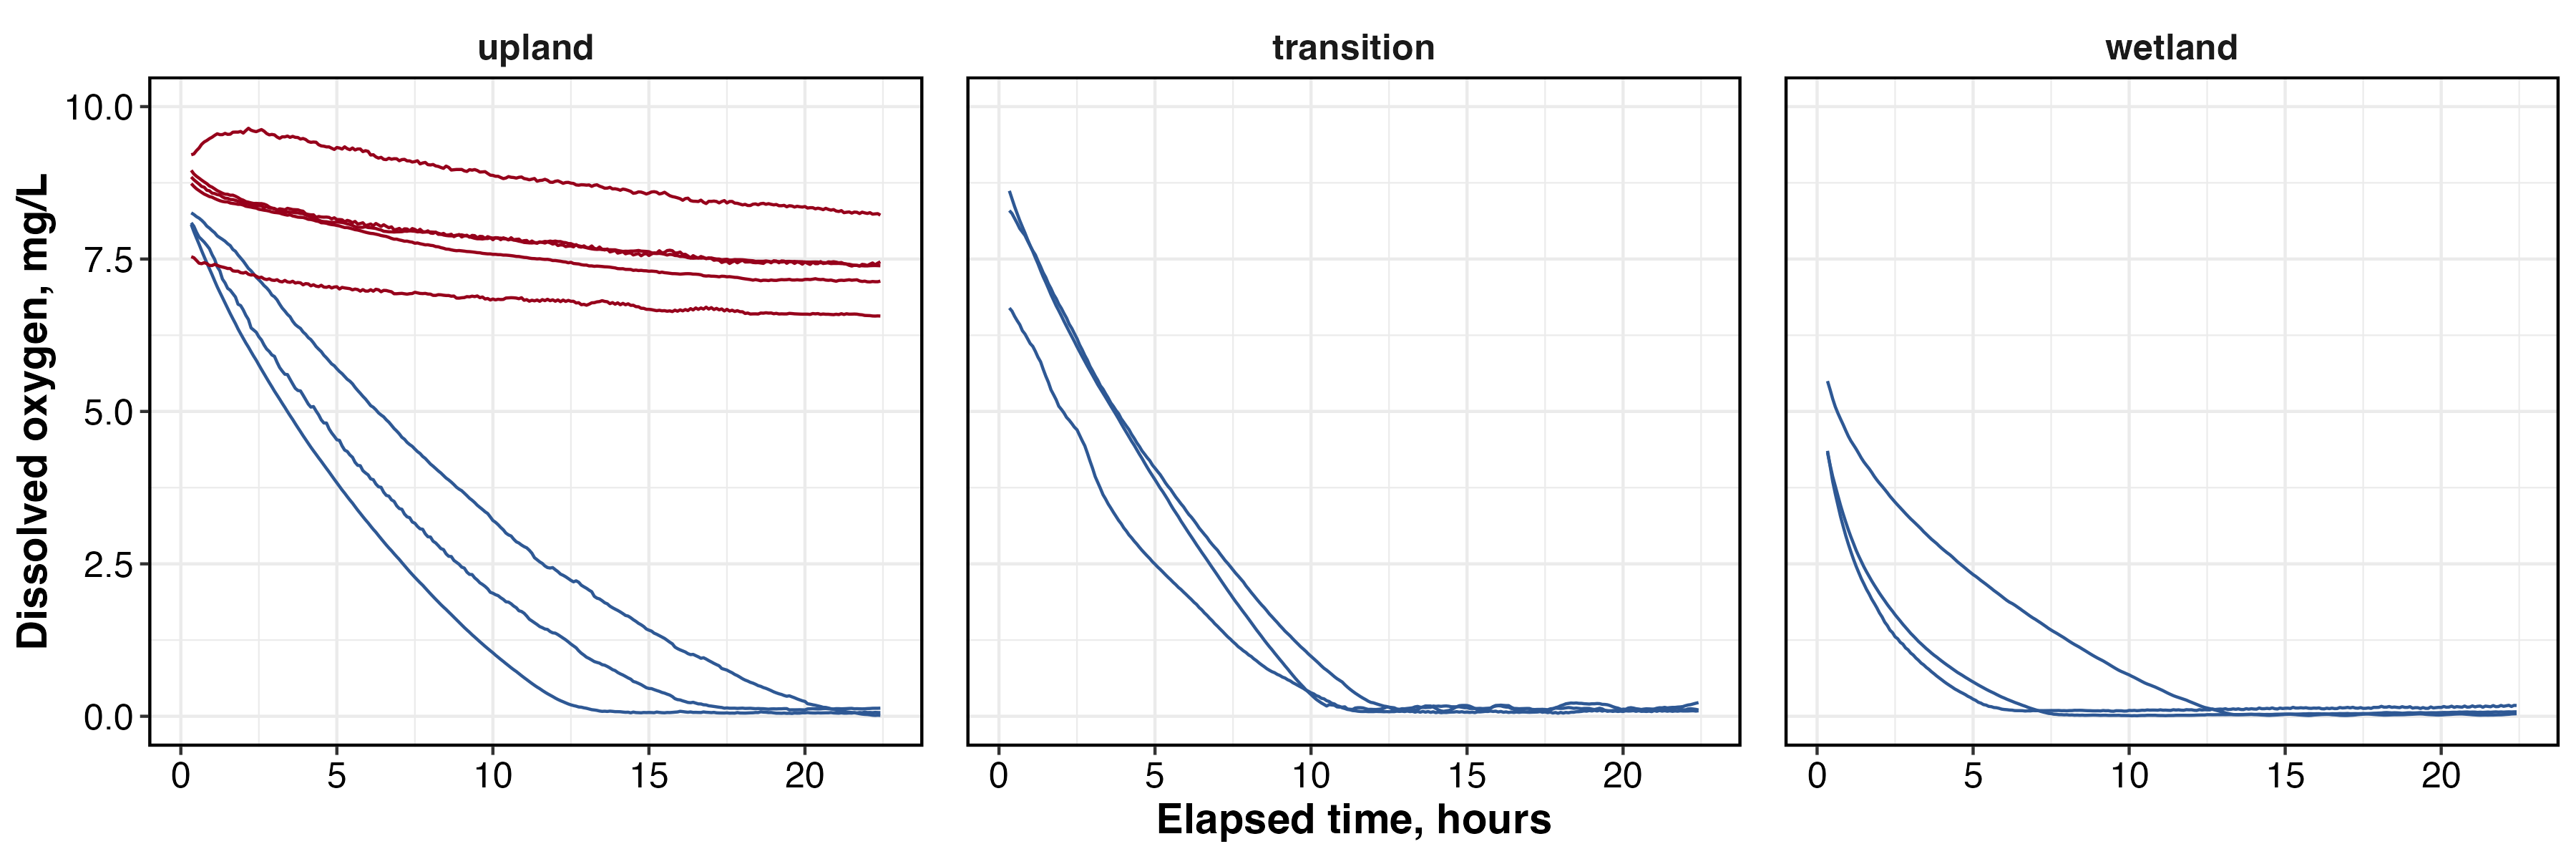 upland transition wetland
10.0
7.5
5.0
2.5
0.0
Dissolved oxygen, mg/L
0 5 10 15 20 0 5 10 15 20 0 5 10 15 20
Elapsed time, hours